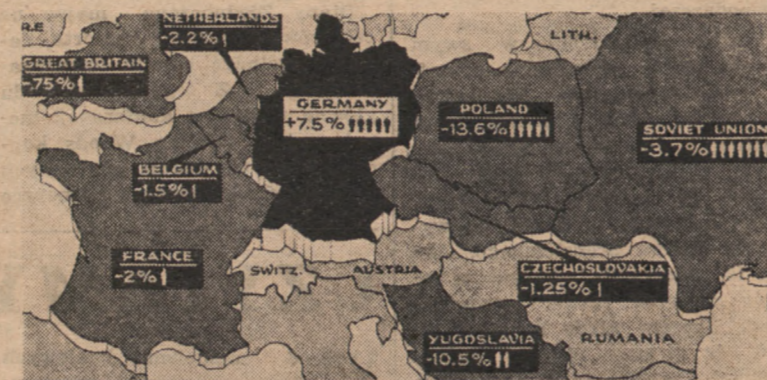 NETHERLANDS
-2.2%
RE
LITH.
GREAT BRITAIN
-.75%
GERMANY
+7.5%
POLAND
-13.6%
SOVIET UNION
-3.7%
BELGIUM
-1.5%
FRANCE
-2%
SWITZ.
AUSTRIA
CZECHOSLOVAKIA
-1.25%
YUGOSLAVIA
-10.5%
RUMANIA